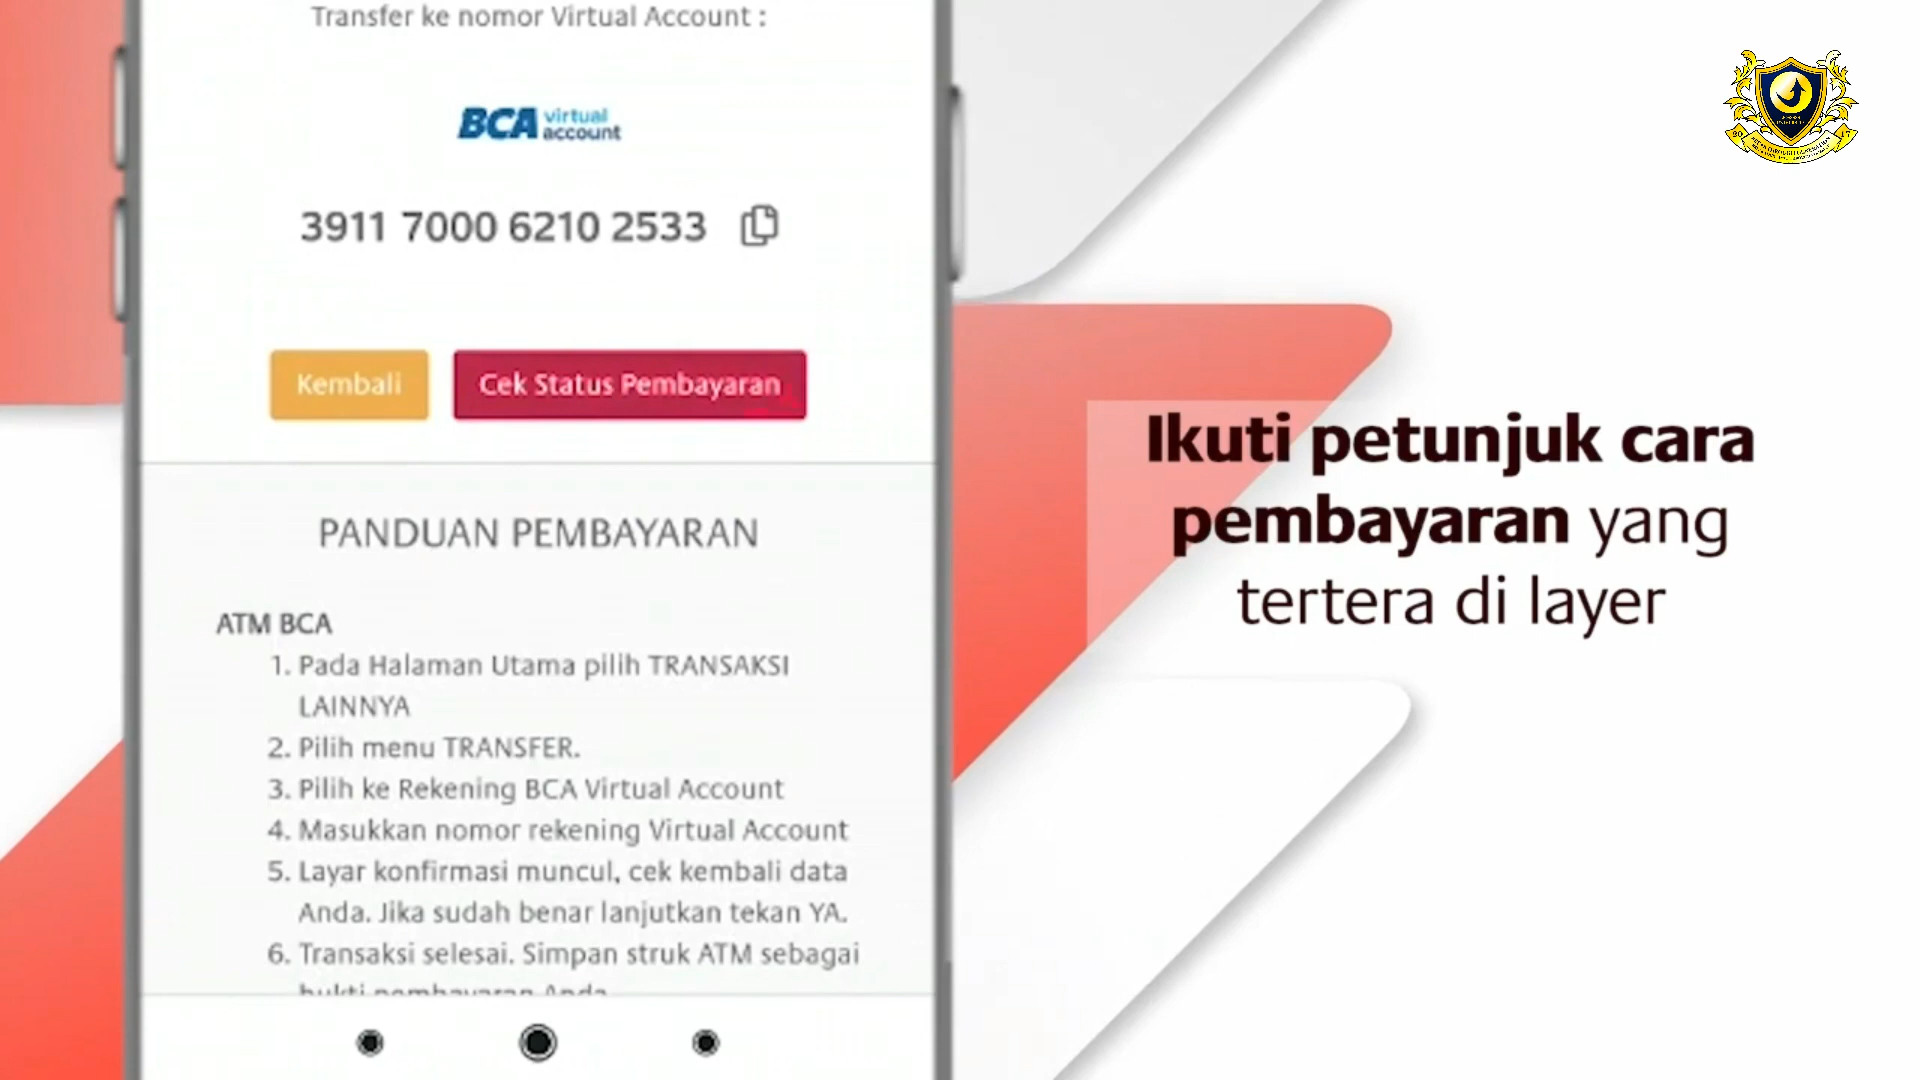 Transfer ke nomor Virtual Account :
BCA virtual account
3911 7000 6210 2533
Kembali
Cek Status Pembayaran
PANDUAN PEMBAYARAN
ATM BCA
1. Pada Halaman Utama pilih TRANSAKSI
LAINNYA
2. Pilih menu TRANSFER.
3. Pilih ke Rekening BCA Virtual Account
4. Masukkan nomor rekening Virtual Account
5. Layar konfirmasi muncul, cek kembali data
Anda. Jika sudah benar lanjutkan tekan YA.
6. Transaksi selesai. Simpan struk ATM sebagai
bukti pembayaran Anda
Ikuti petunjuk cara
pembayaran yang
tertera di layer